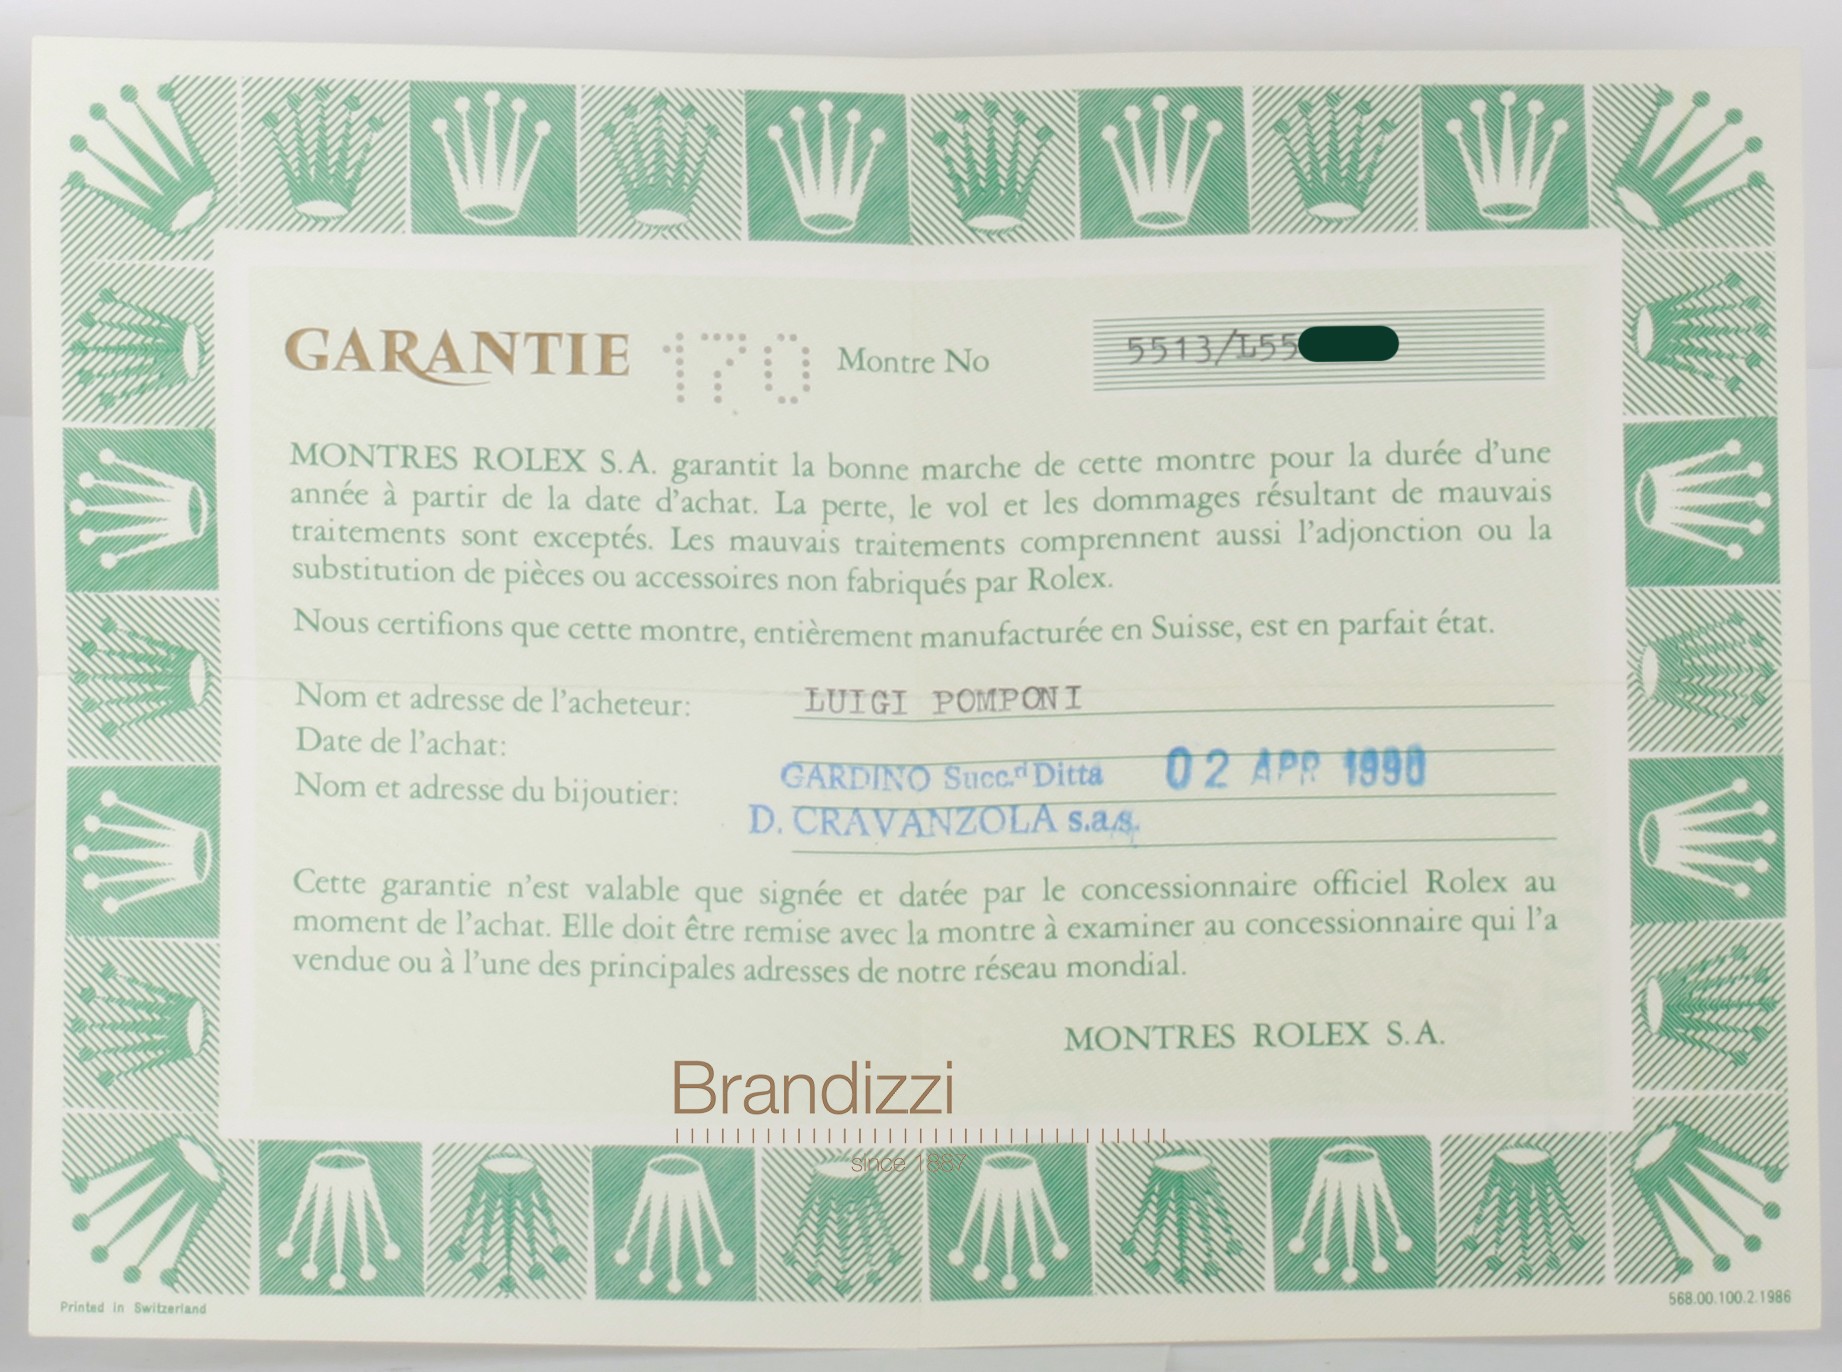 GARANTIE 170 Montre No 5513/L55
MONTRES ROLEX S.A. garantit la bonne marche de cette montre pour la durée d'une
année à partir de la date d'achat. La perte, le vol et les dommages résultant de mauvais
traitements sont exceptés. Les mauvais traitements comprennent aussi l'adjonction ou la
substitution de pièces ou accessoires non fabriqués par Rolex.
Nous certifions que cette montre, entièrement manufacturée en Suisse, est en parfait état.
Nom et adresse de l'acheteur: LUIGI POMPONI
Date de l'achat: 02 APR 1990
Nom et adresse du bijoutier: GARDINO Succ.ri Ditta
D. CRAVANZOLA s.a.s.
Cette garantie n'est valable que signée et datée par le concessionnaire officiel Rolex au
moment de l'achat. Elle doit être remise avec la montre à examiner au concessionnaire qui l'a
vendue ou à l'une des principales adresses de notre réseau mondial.
MONTRES ROLEX S.A.
Brandizzi
since 1887
Printed in Switzerland
568.00.100.2.1986